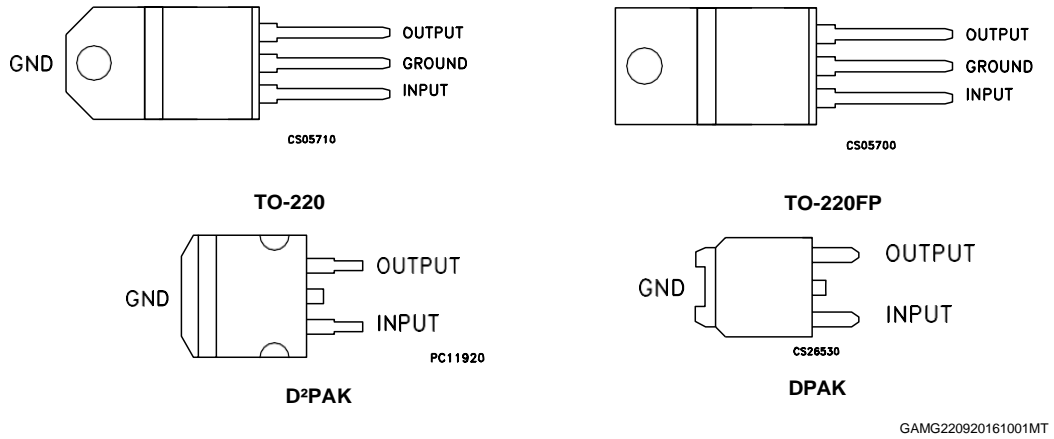 GND
OUTPUT
GROUND
INPUT
CS05710
TO-220
OUTPUT
GROUND
INPUT
CS05700
TO-220FP
GND
OUTPUT
INPUT
PC11920
D²PAK
GND
OUTPUT
INPUT
CS26530
DPAK
GAMG220920161001MT